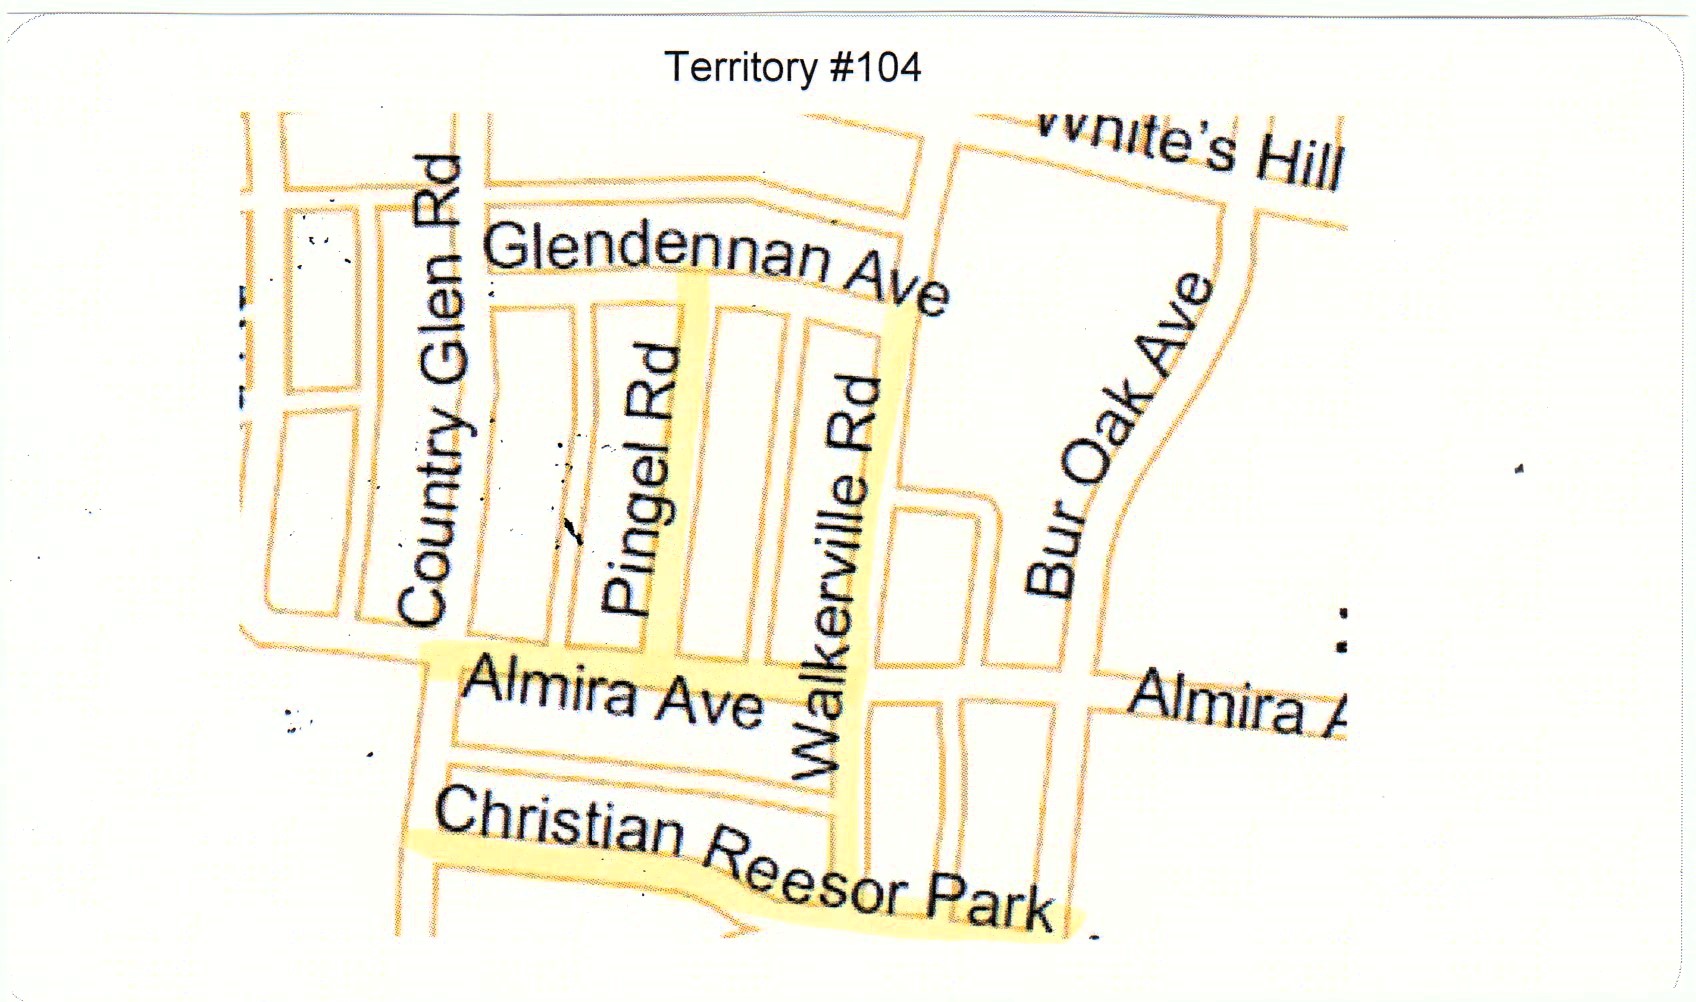 Territory #104
White's Hill
Country Glen Rd
Glendennan Ave
Pingel Rd
Walkerville Rd
Bur Oak Ave
Almira Ave
Almira A
Christian Reesor Park